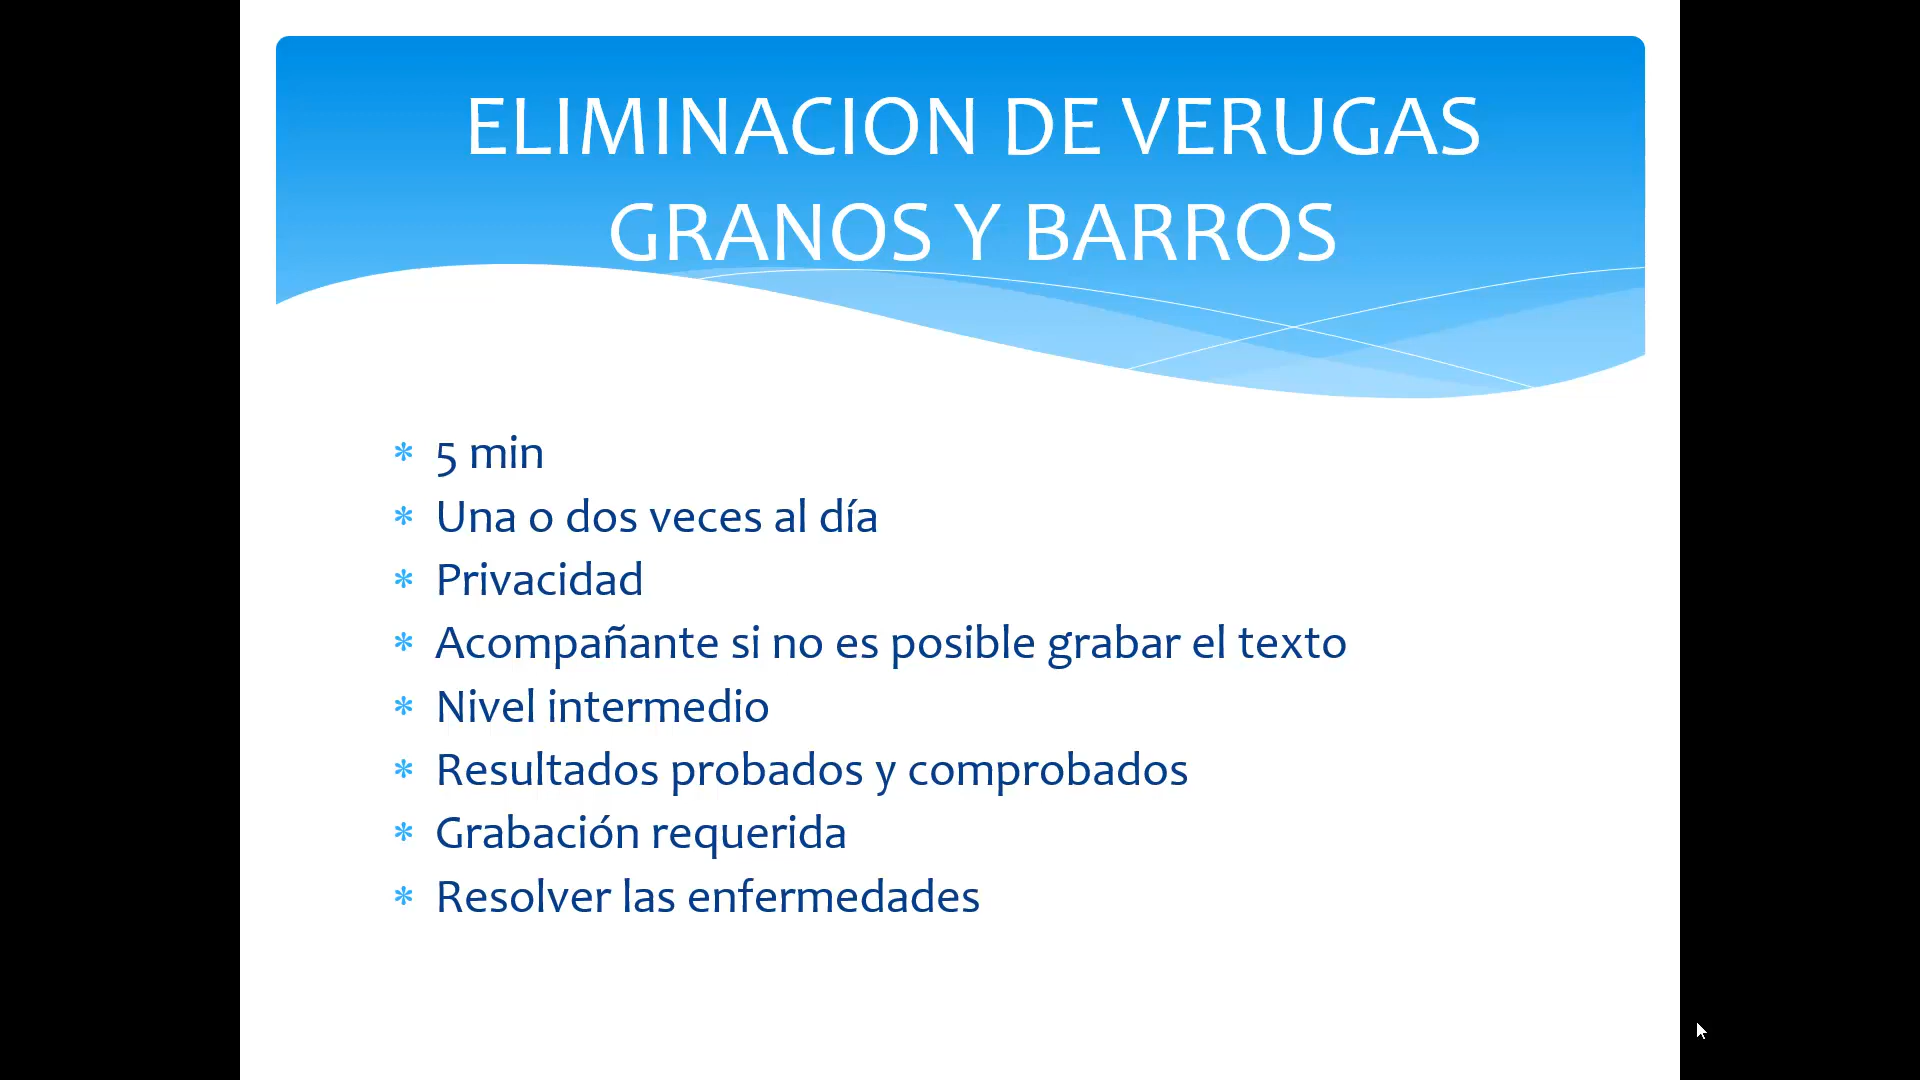 ELIMINACION DE VERUGAS
GRANOS Y BARROS
* 5 min
* Una o dos veces al día
* Privacidad
* Acompañante si no es posible grabar el texto
* Nivel intermedio
* Resultados probados y comprobados
* Grabación requerida
* Resolver las enfermedades